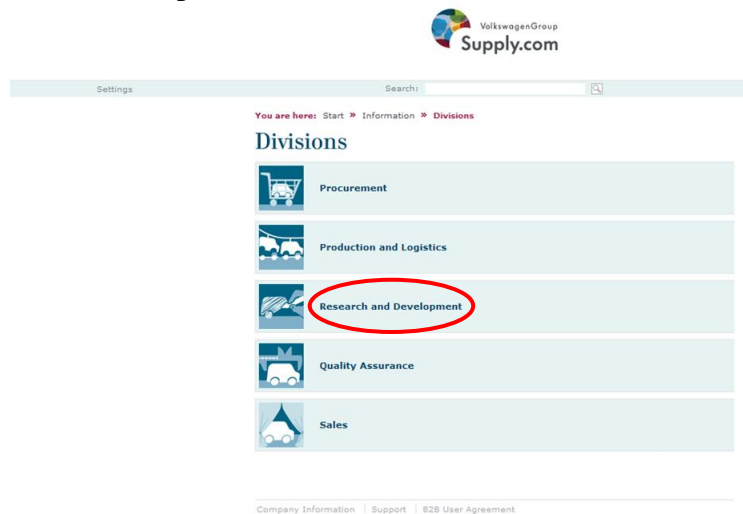 VolkswagenGroup
Supply.com
Settings
Search:
You are here: Start » Information » Divisions
Divisions
Procurement
Production and Logistics
Research and Development
Quality Assurance
Sales
Company Information | Support | B2B User Agreement